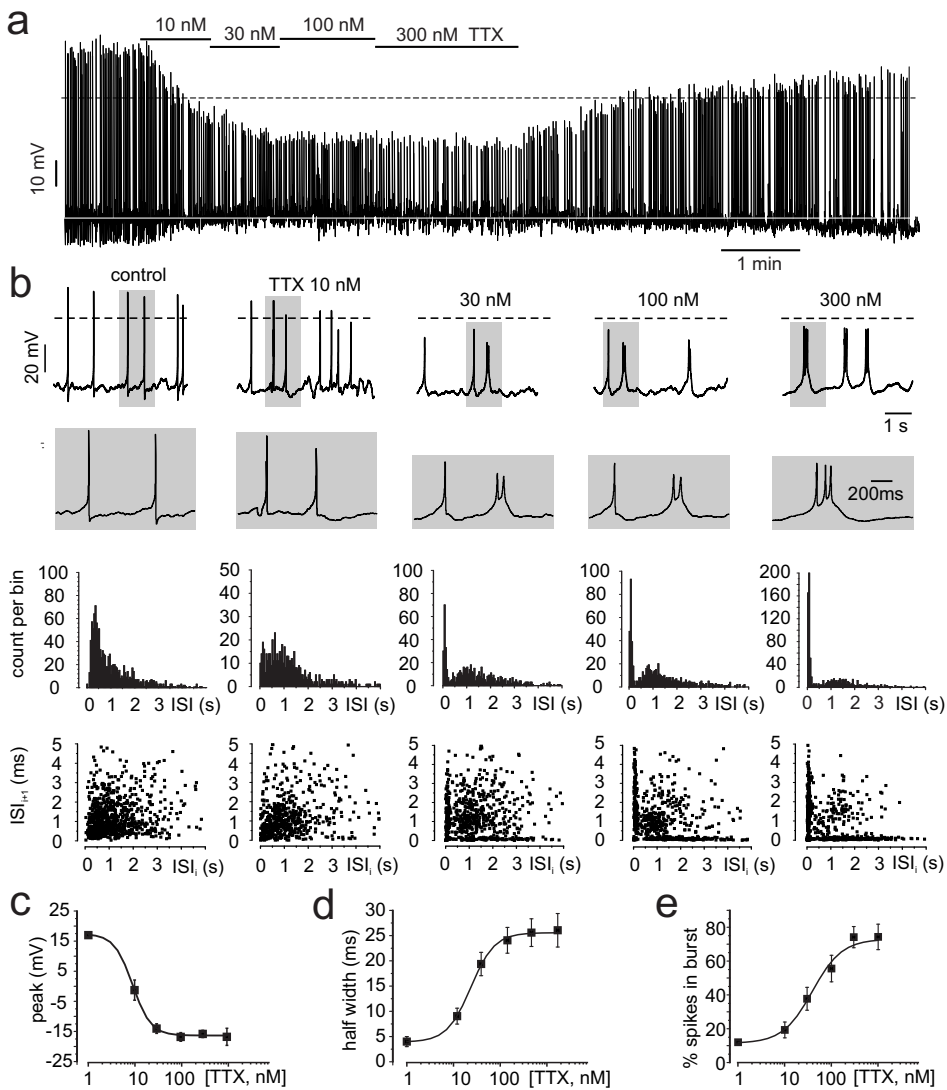 a
10 nM
30 nM
100 nM
300 nM TTX
10 mV
1 min
b
control
TTX 10 nM
30 nM
100 nM
300 nM
20 mV
1 s
200ms
count per bin
100
80
60
40
20
0
0 1 2 3 ISI (s)
50
40
30
20
10
0
0 1 2 3 ISI (s)
100
80
60
40
20
0
0 1 2 3 ISI (s)
100
80
60
40
20
0
0 1 2 3 ISI (s)
200
160
120
80
40
0
0 1 2 3 ISI (s)
ISIi+1 (ms)
5
4
3
2
1
0
0 1 2 3 ISIi (s)
5
4
3
2
1
0
0 1 2 3 ISIi (s)
5
4
3
2
1
0
0 1 2 3 ISIi (s)
5
4
3
2
1
0
0 1 2 3 ISIi (s)
5
4
3
2
1
0
0 1 2 3 ISIi (s)
c
peak (mV)
25
15
5
-5
-15
-25
1 10 100 [TTX, nM]
d
half width (ms)
30
25
20
15
10
5
0
1 10 100 [TTX, nM]
e
% spikes in burst
80
60
40
20
0
1 10 100 [TTX, nM]